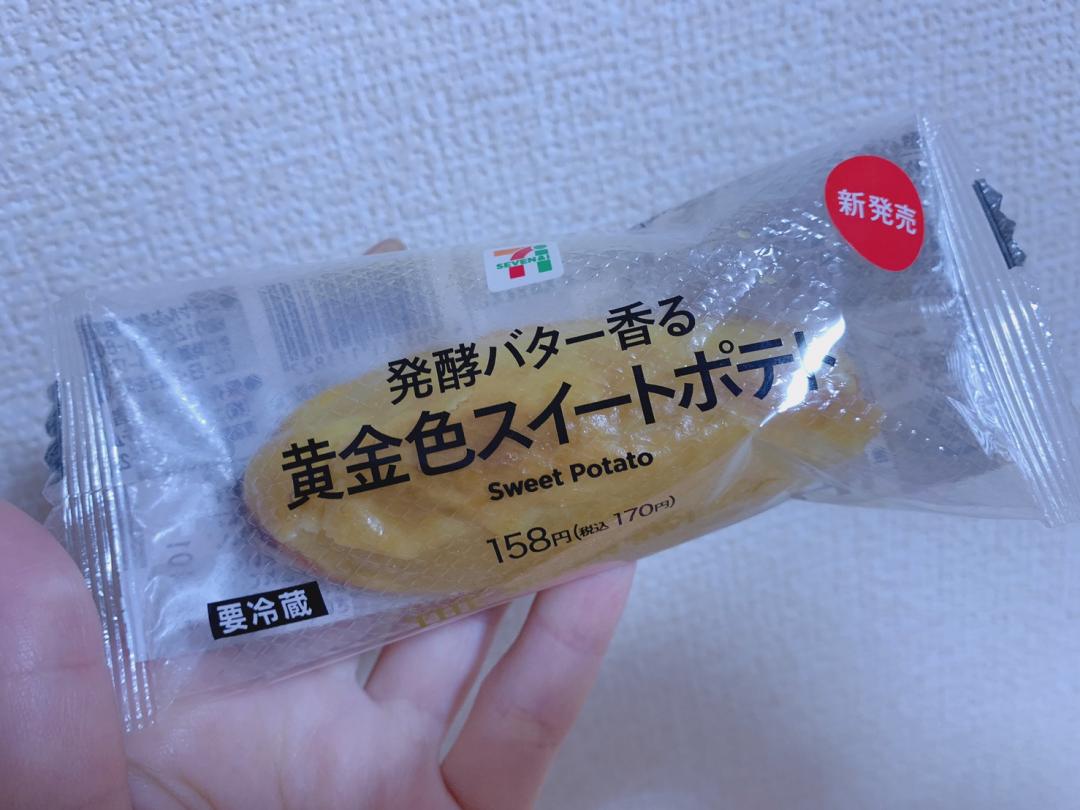 新発売
SEVEN&i
発酵バター香る
黄金色スイートポテト
Sweet Potato
158円(税込 170円)
要冷蔵